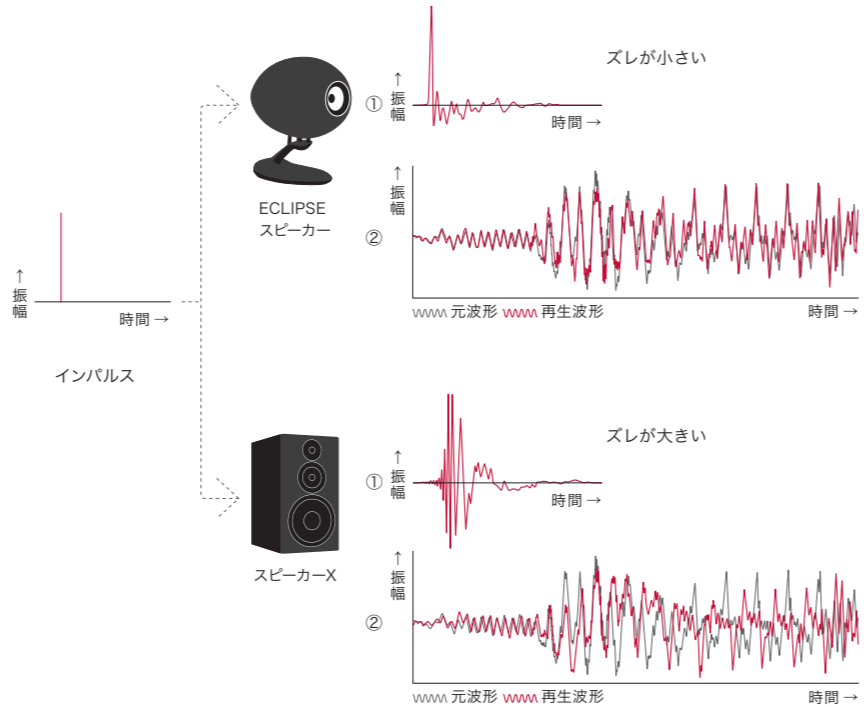 ↑
振幅
時間 →
インパルス
ECLIPSE
スピーカー
①
↑
振幅
ズレが小さい
時間 →
②
↑
振幅
元波形 再生波形
時間 →
スピーカーX
①
↑
振幅
ズレが大きい
時間 →
②
↑
振幅
元波形 再生波形
時間 →